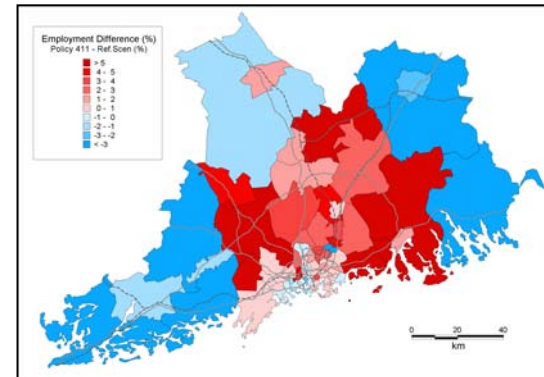 Employment Difference (%)
Policy 411 - Ref.Scen (%)
> 5
4 - 5
3 - 4
2 - 3
1 - 2
0 - 1
-1 - 0
-2 - -1
-3 - -2
< -3
0 20 40
km